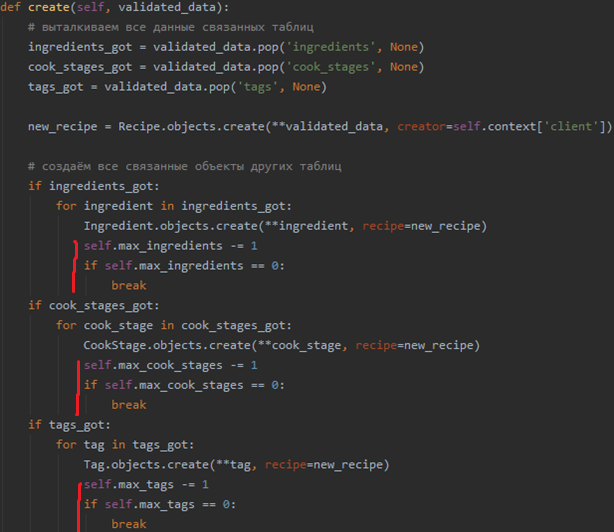 def create(self, validated_data):
# выталкиваем все данные связанных таблиц
ingredients_got = validated_data.pop('ingredients', None)
cook_stages_got = validated_data.pop('cook_stages', None)
tags_got = validated_data.pop('tags', None)
new_recipe = Recipe.objects.create(**validated_data, creator=self.context['client'])
# создаём все связанные объекты других таблиц
if ingredients_got:
for ingredient in ingredients_got:
Ingredient.objects.create(**ingredient, recipe=new_recipe)
self.max_ingredients -= 1
if self.max_ingredients == 0:
break
if cook_stages_got:
for cook_stage in cook_stages_got:
CookStage.objects.create(**cook_stage, recipe=new_recipe)
self.max_cook_stages -= 1
if self.max_cook_stages == 0:
break
if tags_got:
for tag in tags_got:
Tag.objects.create(**tag, recipe=new_recipe)
self.max_tags -= 1
if self.max_tags == 0:
break